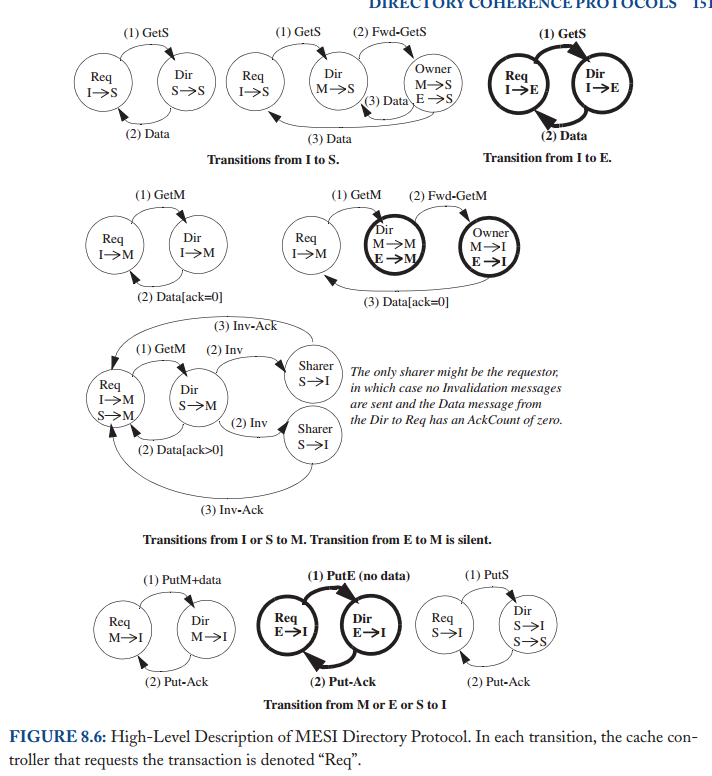 DIRECTORY COHERENCE PROTOCOLS 151
(1) GetS
(1) GetS
(2) Fwd-GetS
(1) GetS
Req
I→S
Dir
S→S
Req
I→S
Dir
M→S
Owner
M→S
E→S
(3) Data
Req
I→E
Dir
I→E
(2) Data
(3) Data
(2) Data
Transitions from I to S.
Transition from I to E.
(1) GetM
(1) GetM
(2) Fwd-GetM
Req
I→M
Dir
I→M
Req
I→M
Dir
M→M
E→M
Owner
M→I
E→I
(2) Data[ack=0]
(3) Data[ack=0]
(3) Inv-Ack
(1) GetM
(2) Inv
Req
I→M
S→M
Dir
S→M
Sharer
S→I
(2) Inv
Sharer
S→I
(2) Data[ack>0]
(3) Inv-Ack
The only sharer might be the requestor,
in which case no Invalidation messages
are sent and the Data message from
the Dir to Req has an AckCount of zero.
Transitions from I or S to M. Transition from E to M is silent.
(1) PutM+data
(1) PutE (no data)
(1) PutS
Req
M→I
Dir
M→I
Req
E→I
Dir
E→I
Req
S→I
Dir
S→I
S→S
(2) Put-Ack
(2) Put-Ack
(2) Put-Ack
Transition from M or E or S to I
FIGURE 8.6: High-Level Description of MESI Directory Protocol. In each transition, the cache con-
troller that requests the transaction is denoted “Req”.